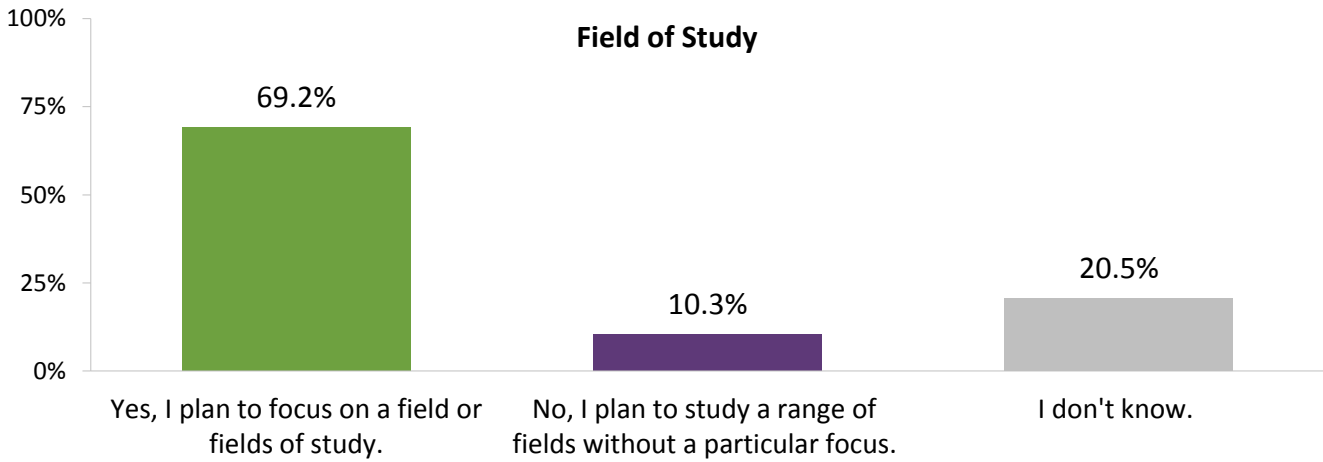 Field of Study
100%
75%
50%
25%
0%
69.2%
10.3%
20.5%
Yes, I plan to focus on a field or
fields of study.
No, I plan to study a range of
fields without a particular focus.
I don't know.